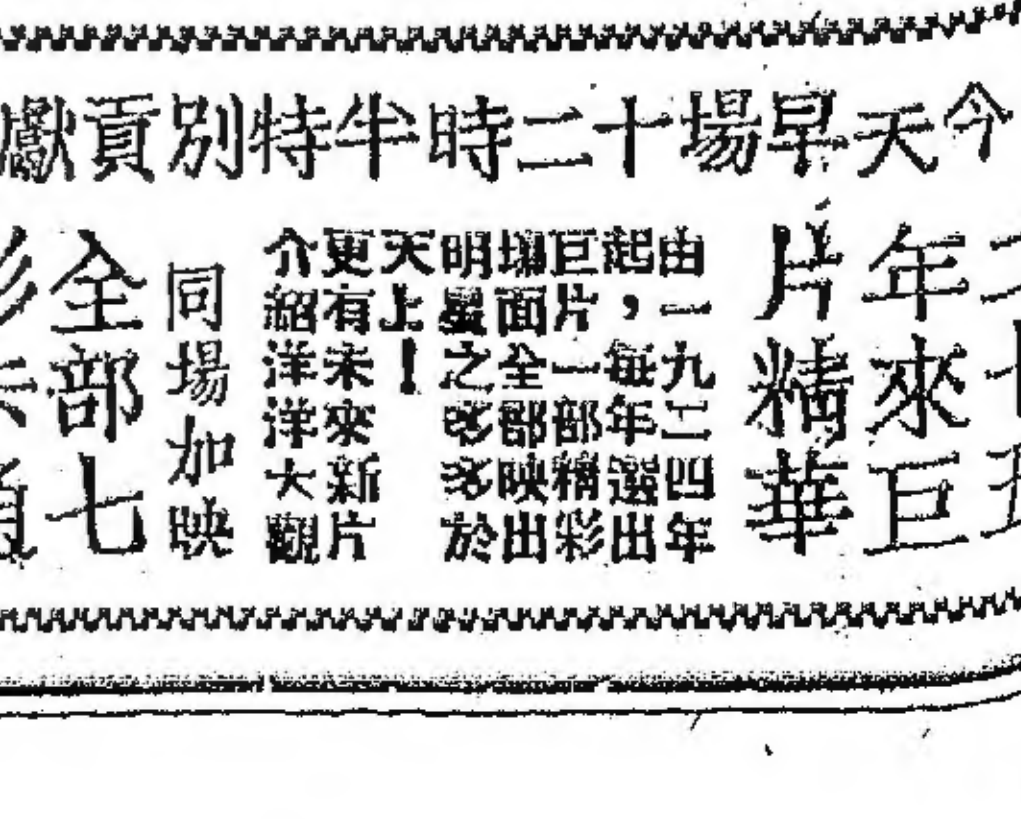 今天早場十二時半特別貢獻
年來巨
片精華
由一九二四年
起，每年選出
巨片一部精彩
場面全部映出
明星之多多於
天上！
更有未來新片
介紹洋洋大觀
同場加映
全部七